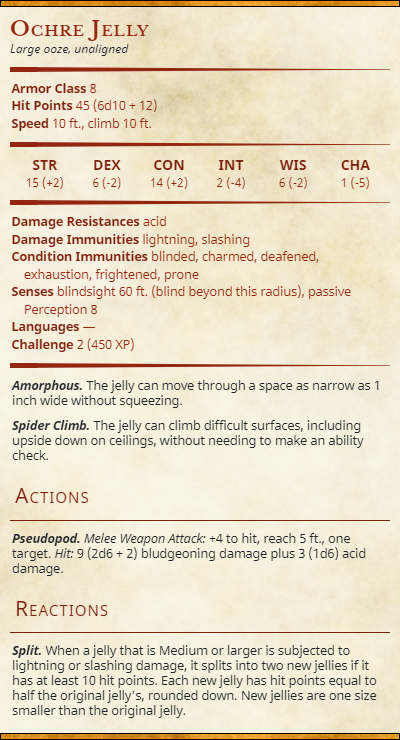 Ochre Jelly
Large ooze, unaligned
Armor Class 8
Hit Points 45 (6d10 + 12)
Speed 10 ft., climb 10 ft.
STR DEX CON INT WIS CHA
15 (+2) 6 (-2) 14 (+2) 2 (-4) 6 (-2) 1 (-5)
Damage Resistances acid
Damage Immunities lightning, slashing
Condition Immunities blinded, charmed, deafened,
exhaustion, frightened, prone
Senses blindsight 60 ft. (blind beyond this radius), passive
Perception 8
Languages —
Challenge 2 (450 XP)
Amorphous. The jelly can move through a space as narrow as 1
inch wide without squeezing.
Spider Climb. The jelly can climb difficult surfaces, including
upside down on ceilings, without needing to make an ability
check.
Actions
Pseudopod. Melee Weapon Attack: +4 to hit, reach 5 ft., one
target. Hit: 9 (2d6 + 2) bludgeoning damage plus 3 (1d6) acid
damage.
Reactions
Split. When a jelly that is Medium or larger is subjected to
lightning or slashing damage, it splits into two new jellies if it
has at least 10 hit points. Each new jelly has hit points equal to
half the original jelly's, rounded down. New jellies are one size
smaller than the original jelly.